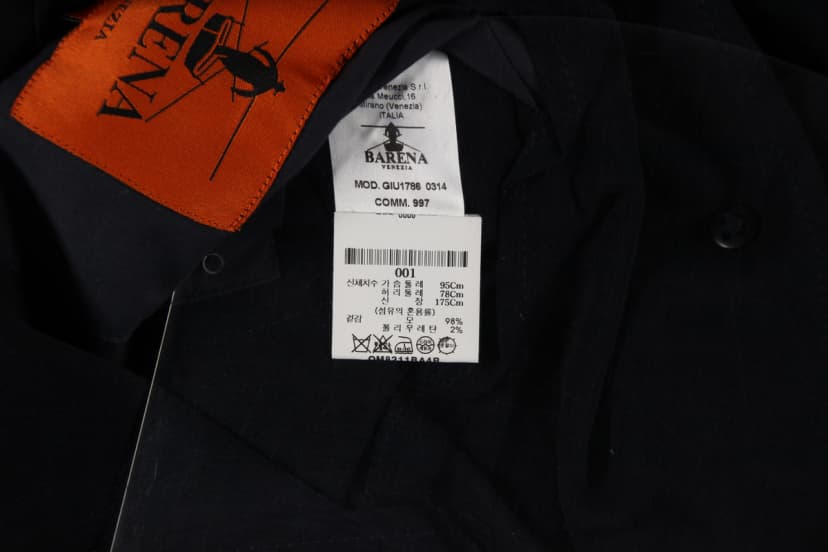 BARENA
VENEZIA
Venezia S.r.l.
Meucci,16
Mirano (Venezia)
ITALIA
BARENA
VENEZIA
MOD. GIU1786 0314
COMM. 997
001
신체치수 가 슴 둘 레 95Cm
허 리 둘 레 78Cm
신 장 175Cm
(섬유의 혼용률)
겉감 모 98%
폴 리 우 레 탄 2%